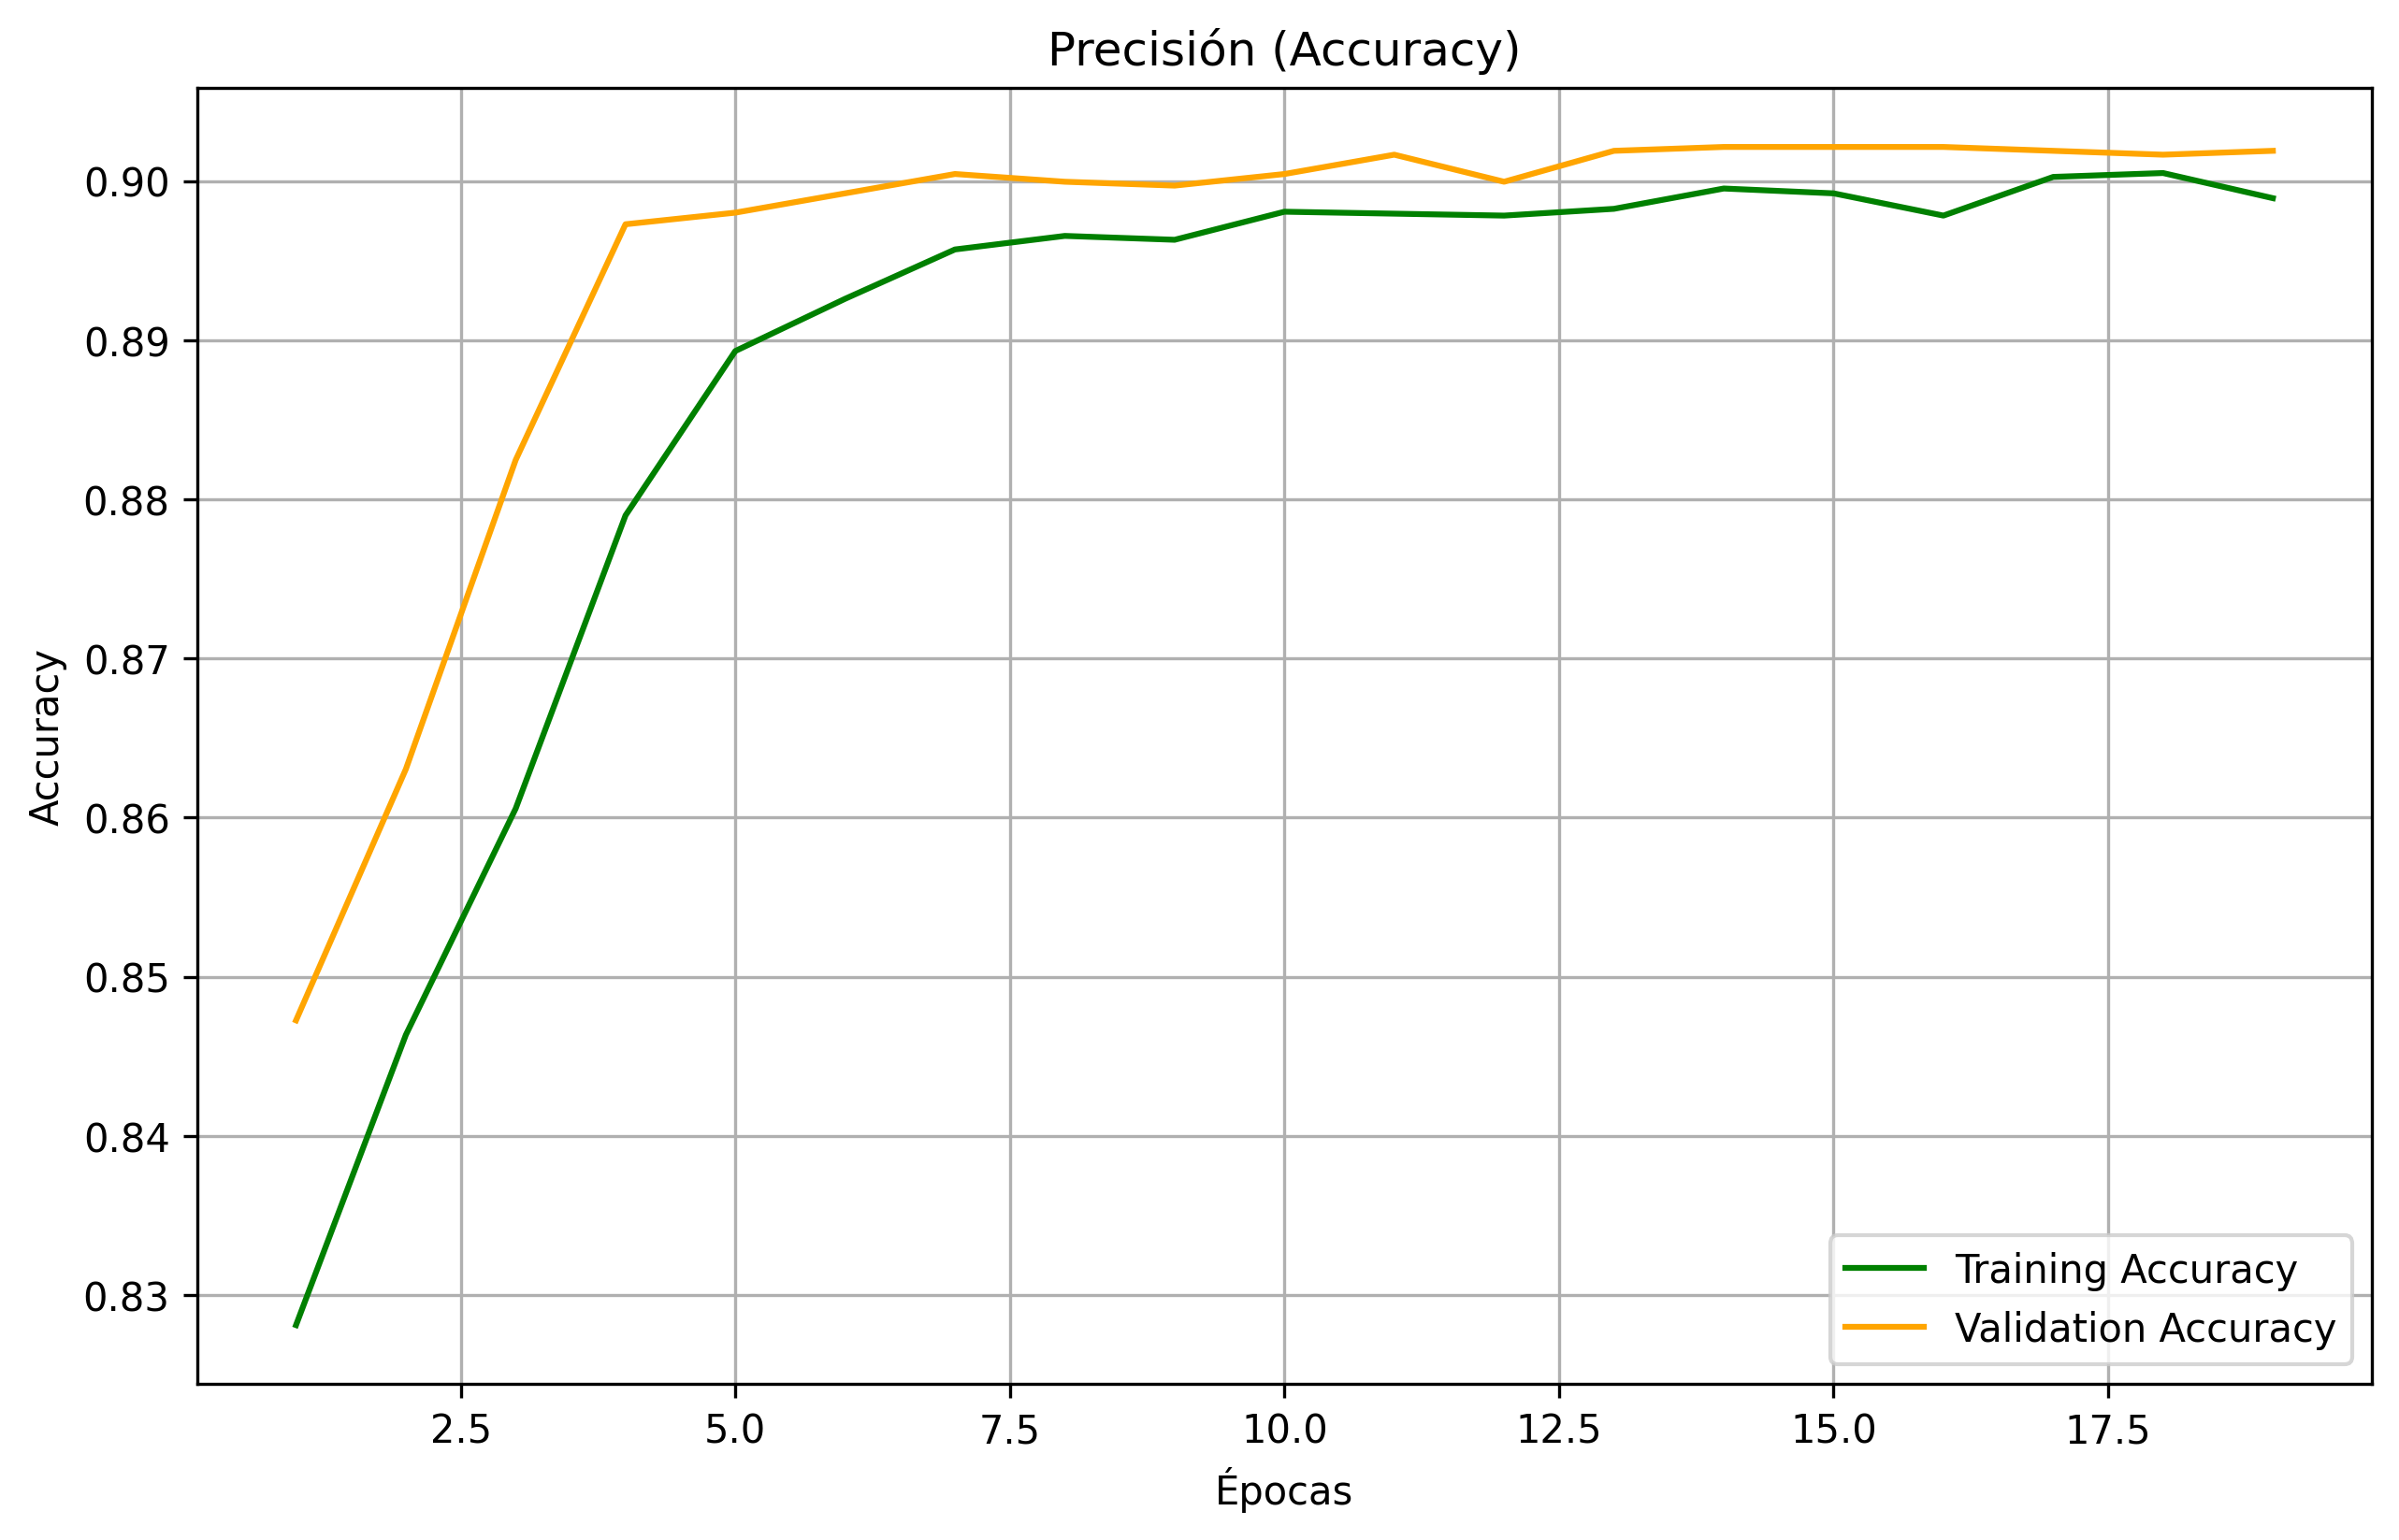 Precisión (Accuracy)
Accuracy
0.90
0.89
0.88
0.87
0.86
0.85
0.84
0.83
2.5 5.0 7.5 10.0 12.5 15.0 17.5
Épocas
Training Accuracy
Validation Accuracy